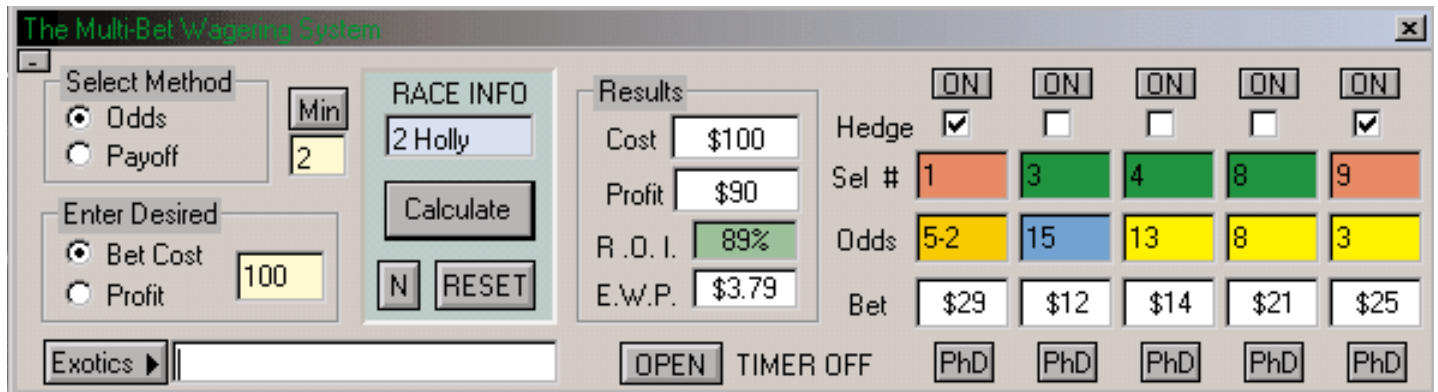 The Multi-Bet Wagering System
x
-
Select Method
Odds
Payoff
Min
2
Enter Desired
Bet Cost
Profit
100
RACE INFO
2 Holly
Calculate
N RESET
Results
Cost $100
Profit $90
R.O.I. 89%
E.W.P. $3.79
ON ON ON ON ON
Hedge
Sel # 1 3 4 8 9
Odds 5-2 15 13 8 3
Bet $29 $12 $14 $21 $25
Exotics
OPEN TIMER OFF
PhD PhD PhD PhD PhD